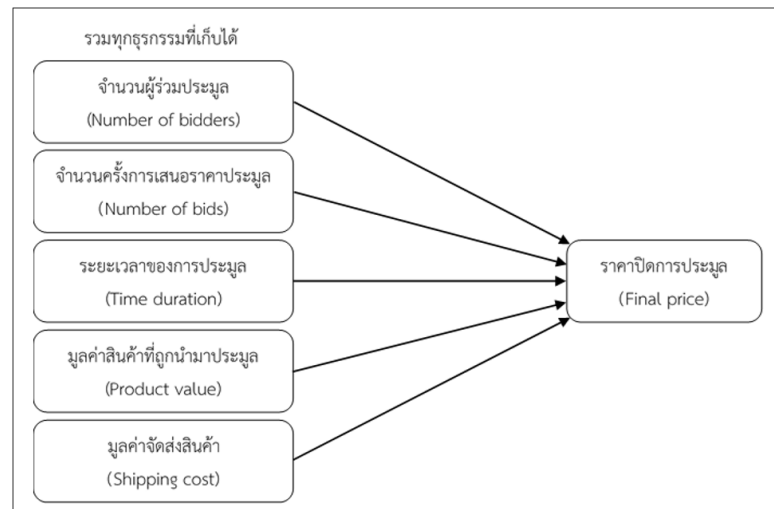 รวมทุกธุรกรรมที่เก็บได้
จำนวนผู้ร่วมประมูล
(Number of bidders)
จำนวนครั้งการเสนอราคาประมูล
(Number of bids)
ระยะเวลาของการประมูล
(Time duration)
มูลค่าสินค้าที่ถูกนำมาประมูล
(Product value)
มูลค่าจัดส่งสินค้า
(Shipping cost)
ราคาปิดการประมูล
(Final price)